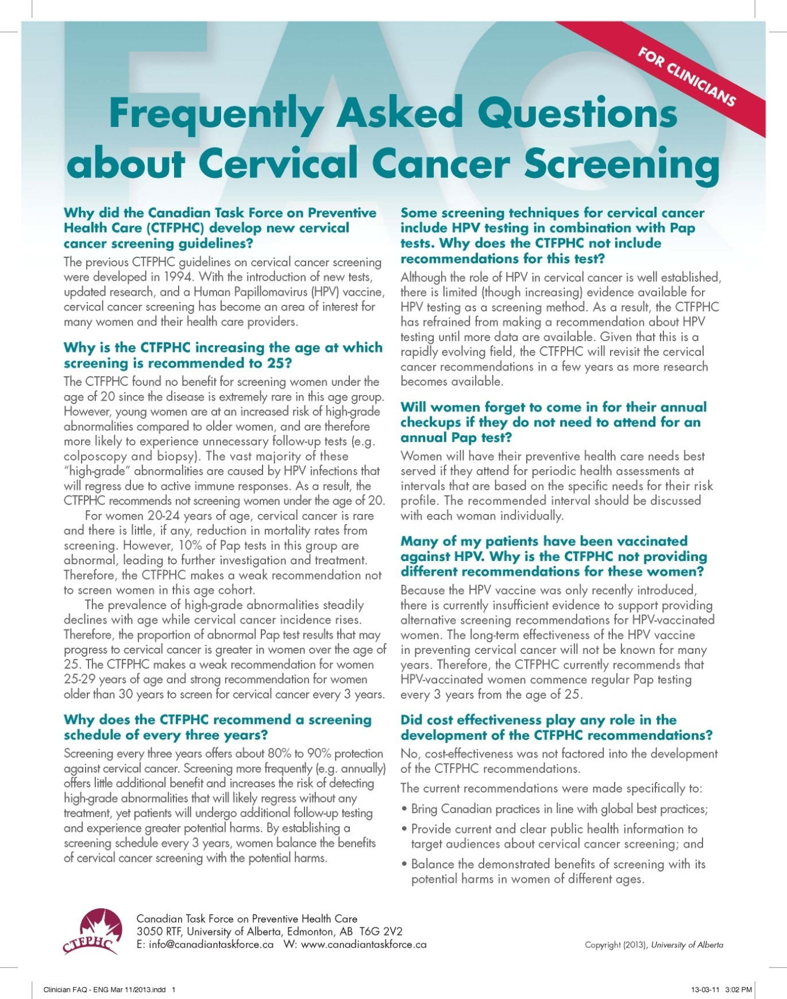 FAQ
FOR CLINICIANS
Frequently Asked Questions
about Cervical Cancer Screening
Why did the Canadian Task Force on Preventive
Health Care (CTFPHC) develop new cervical
cancer screening guidelines?
The previous CTFPHC guidelines on cervical cancer screening
were developed in 1994. With the introduction of new tests,
updated research, and a Human Papillomavirus (HPV) vaccine,
cervical cancer screening has become an area of interest for
many women and their health care providers.
Why is the CTFPHC increasing the age at which
screening is recommended to 25?
The CTFPHC found no benefit for screening women under the
age of 20 since the disease is extremely rare in this age group.
However, young women are at an increased risk of high-grade
abnormalities compared to older women, and are therefore
more likely to experience unnecessary follow-up tests (e.g.
colposcopy and biopsy). The vast majority of these
“high-grade” abnormalities are caused by HPV infections that
will regress due to active immune responses. As a result, the
CTFPHC recommends not screening women under the age of 20.
For women 20-24 years of age, cervical cancer is rare
and there is little, if any, reduction in mortality rates from
screening. However, 10% of Pap tests in this group are
abnormal, leading to further investigation and treatment.
Therefore, the CTFPHC makes a weak recommendation not
to screen women in this age cohort.
The prevalence of high-grade abnormalities steadily
declines with age while cervical cancer incidence rises.
Therefore, the proportion of abnormal Pap test results that may
progress to cervical cancer is greater in women over the age of
25. The CTFPHC makes a weak recommendation for women
25-29 years of age and strong recommendation for women
older than 30 years to screen for cervical cancer every 3 years.
Why does the CTFPHC recommend a screening
schedule of every three years?
Screening every three years offers about 80% to 90% protection
against cervical cancer. Screening more frequently (e.g. annually)
offers little additional benefit and increases the risk of detecting
high-grade abnormalities that will likely regress without any
treatment, yet patients will undergo additional follow-up testing
and experience greater potential harms. By establishing a
screening schedule every 3 years, women balance the benefits
of cervical cancer screening with the potential harms.
Some screening techniques for cervical cancer
include HPV testing in combination with Pap
tests. Why does the CTFPHC not include
recommendations for this test?
Although the role of HPV in cervical cancer is well established,
there is limited (though increasing) evidence available for
HPV testing as a screening method. As a result, the CTFPHC
has refrained from making a recommendation about HPV
testing until more data are available. Given that this is a
rapidly evolving field, the CTFPHC will revisit the cervical
cancer recommendations in a few years as more research
becomes available.
Will women forget to come in for their annual
checkups if they do not need to attend for an
annual Pap test?
Women will have their preventive health care needs best
served if they attend for periodic health assessments at
intervals that are based on the specific needs for their risk
profile. The recommended interval should be discussed
with each woman individually.
Many of my patients have been vaccinated
against HPV. Why is the CTFPHC not providing
different recommendations for these women?
Because the HPV vaccine was only recently introduced,
there is currently insufficient evidence to support providing
alternative screening recommendations for HPV-vaccinated
women. The long-term effectiveness of the HPV vaccine
in preventing cervical cancer will not be known for many
years. Therefore, the CTFPHC currently recommends that
HPV-vaccinated women commence regular Pap testing
every 3 years from the age of 25.
Did cost effectiveness play any role in the
development of the CTFPHC recommendations?
No, cost-effectiveness was not factored into the development
of the CTFPHC recommendations.
The current recommendations were made specifically to:
• Bring Canadian practices in line with global best practices;
• Provide current and clear public health information to
target audiences about cervical cancer screening; and
• Balance the demonstrated benefits of screening with its
potential harms in women of different ages.
CTFPHC
Canadian Task Force on Preventive Health Care
3050 RTF, University of Alberta, Edmonton, AB T6G 2V2
E: info@canadiantaskforce.ca W: www.canadiantaskforce.ca
Copyright (2013), University of Alberta
Clinician FAQ - ENG Mar 11/2013.indd 1
13-03-11 3:02 PM